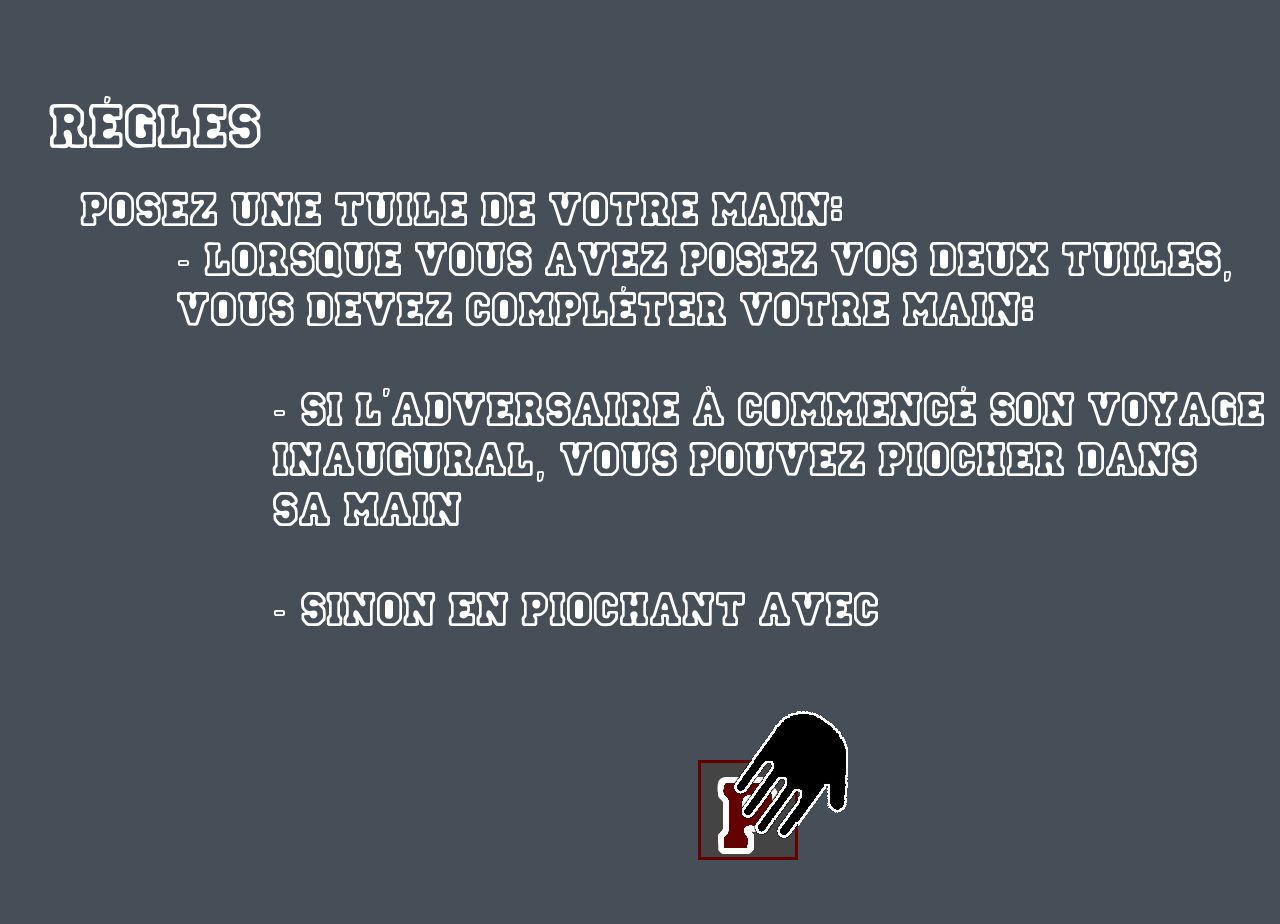 RÉGLES
POSEZ UNE TUILE DE VOTRE MAIN:
- LORSQUE VOUS AVEZ POSEZ VOS DEUX TUILES,
VOUS DEVEZ COMPLÉTER VOTRE MAIN:
- SI L'ADVERSAIRE À COMMENCÉ SON VOYAGE
INAUGURAL, VOUS POUVEZ PIOCHER DANS
SA MAIN
- SINON EN PIOCHANT AVEC